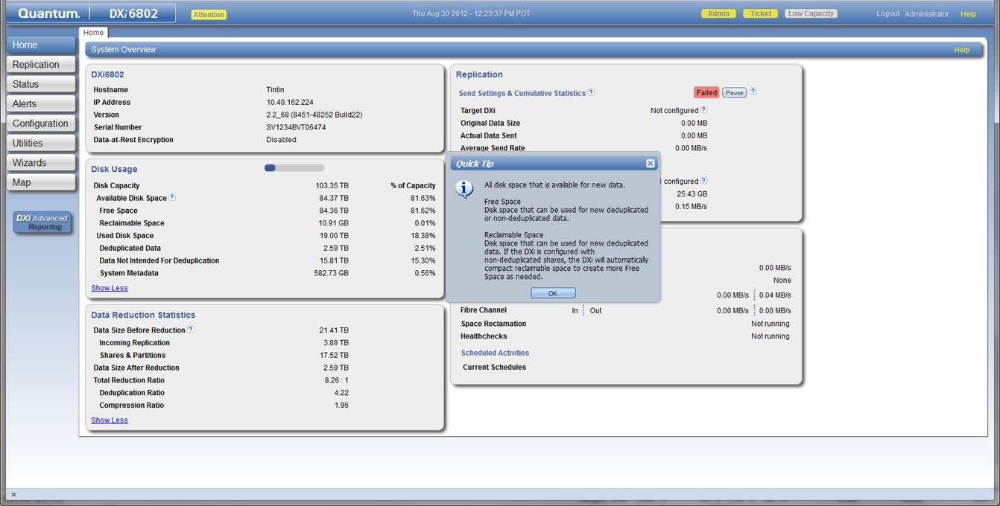 Quantum. DXi6802 Attention Thu Aug 30 2012 - 12:23:37 PM PDT Admin Ticket Low Capacity Logout Administrator Help
Home
Home
Replication
Status
Alerts
Configuration
Utilities
Wizards
Map
DXi Advanced
Reporting
System Overview Help
DXi6802
Hostname Tintin
IP Address 10.40.162.224
Version 2.2_68 (8451-48252 Build22)
Serial Number SV1234BVT06474
Data-at-Rest Encryption Disabled
Disk Usage
Disk Capacity 103.35 TB % of Capacity
Available Disk Space ? 84.37 TB 81.63%
Free Space 84.36 TB 81.62%
Reclaimable Space 10.91 GB 0.01%
Used Disk Space 19.00 TB 18.38%
Deduplicated Data 2.59 TB 2.51%
Data Not Intended For Deduplication 15.81 TB 15.30%
System Metadata 582.73 GB 0.56%
Show Less
Data Reduction Statistics
Data Size Before Reduction ? 21.41 TB
Incoming Replication 3.89 TB
Shares & Partitions 17.52 TB
Data Size After Reduction 2.59 TB
Total Reduction Ratio 8.26 : 1
Deduplication Ratio 4.22
Compression Ratio 1.96
Show Less
Replication
Send Settings & Cumulative Statistics ? Failed Pause ?
Target DXi Not configured ?
Original Data Size 0.00 MB
Actual Data Sent 0.00 MB
Average Send Rate 0.00 MB/s
configured ?
25.43 GB
0.15 MB/s
Quick Tip
All disk space that is available for new data.
Free Space
Disk space that can be used for new deduplicated
or non-deduplicated data.
Reclaimable Space
Disk space that can be used for new deduplicated
data. If the DXi is configured with
non-deduplicated shares, the DXi will automatically
compact reclaimable space to create more Free
Space as needed.
OK
0.00 MB/s
None
0.00 MB/s 0.04 MB/s
Fibre Channel In Out 0.00 MB/s 0.00 MB/s
Space Reclamation Not running
Healthchecks Not running
Scheduled Activities
Current Schedules